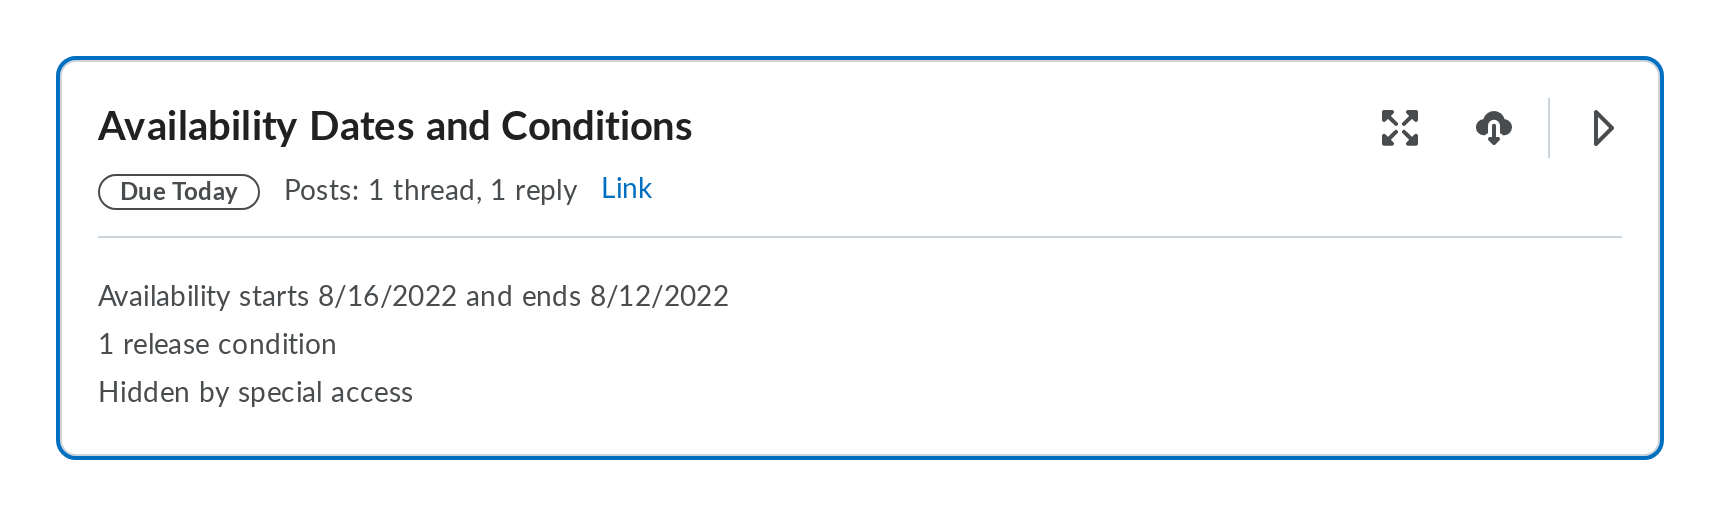 Availability Dates and Conditions
Due Today Posts: 1 thread, 1 reply Link
Availability starts 8/16/2022 and ends 8/12/2022
1 release condition
Hidden by special access